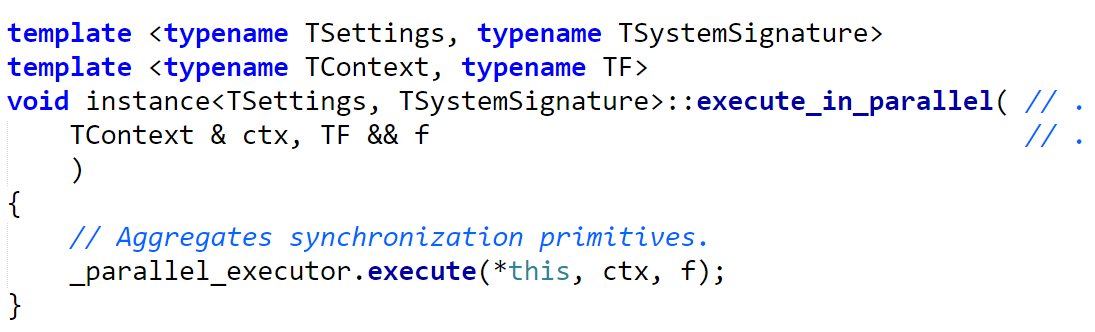 template <typename TSettings, typename TSystemSignature>
template <typename TContext, typename TF>
void instance<TSettings, TSystemSignature>::execute_in_parallel( // .
    TContext & ctx, TF && f // .
    )
{
    // Aggregates synchronization primitives.
    _parallel_executor.execute(*this, ctx, f);
}